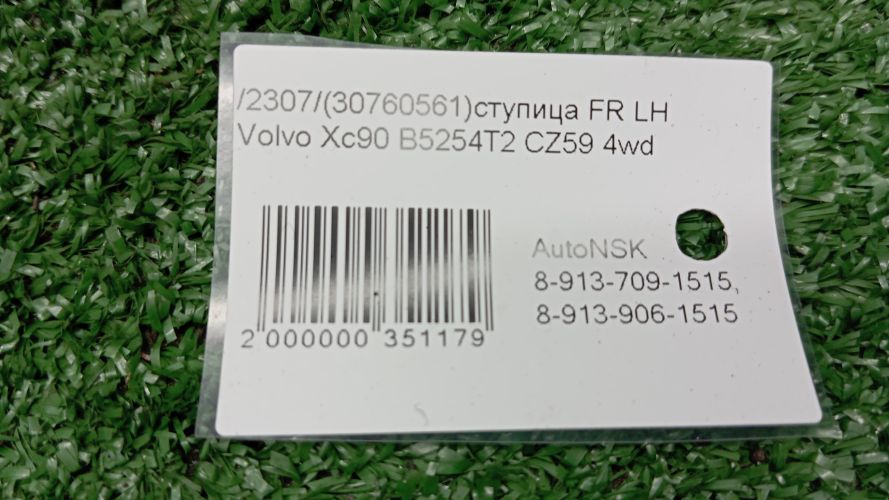 /2307/(30760561)ступица FR LH
Volvo Xc90 B5254T2 CZ59 4wd
AutoNSK
8-913-709-1515,
8-913-906-1515
2 000000 351179